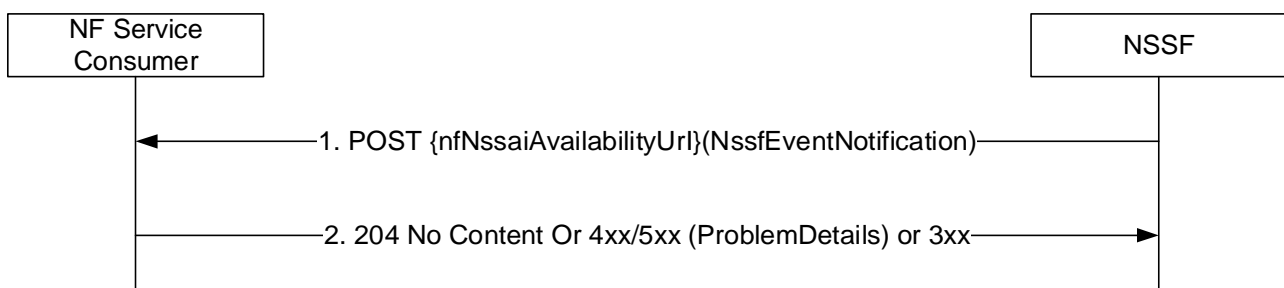 NF Service
Consumer
NSSF
1. POST {nfNssaiAvailabilityUrl}(NssfEventNotification)
2. 204 No Content Or 4xx/5xx (ProblemDetails) or 3xx